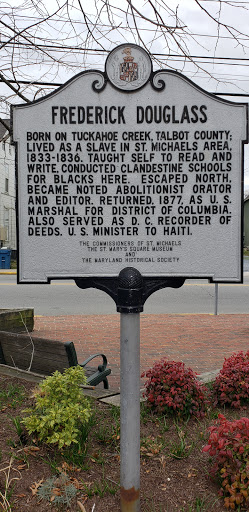 FREDERICK DOUGLASS
BORN ON TUCKAHOE CREEK, TALBOT COUNTY;
LIVED AS A SLAVE IN ST. MICHAELS AREA,
1833-1836. TAUGHT SELF TO READ AND
WRITE, CONDUCTED CLANDESTINE SCHOOLS
FOR BLACKS HERE. ESCAPED NORTH,
BECAME NOTED ABOLITIONIST ORATOR
AND EDITOR. RETURNED, 1877, AS U.S.
MARSHAL FOR DISTRICT OF COLUMBIA.
ALSO SERVED AS D.C. RECORDER OF
DEEDS, U.S. MINISTER TO HAITI.
THE COMMISSIONERS OF ST. MICHAELS
THE ST. MARY'S SQUARE MUSEUM
AND
THE MARYLAND HISTORICAL SOCIETY